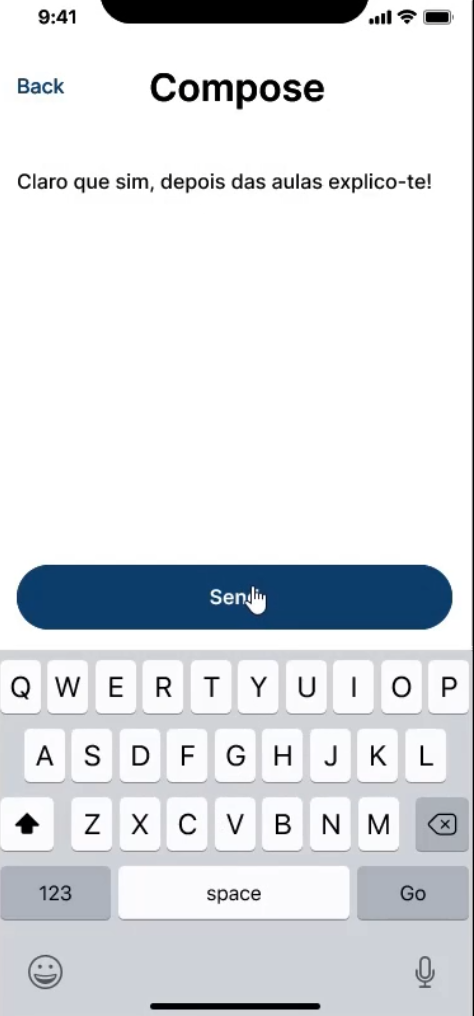 9:41
Back
Compose
Claro que sim, depois das aulas explico-te!
Q W E R T Y U I O P
A S D F G H J K L
Z X C V B N M
123 space Go